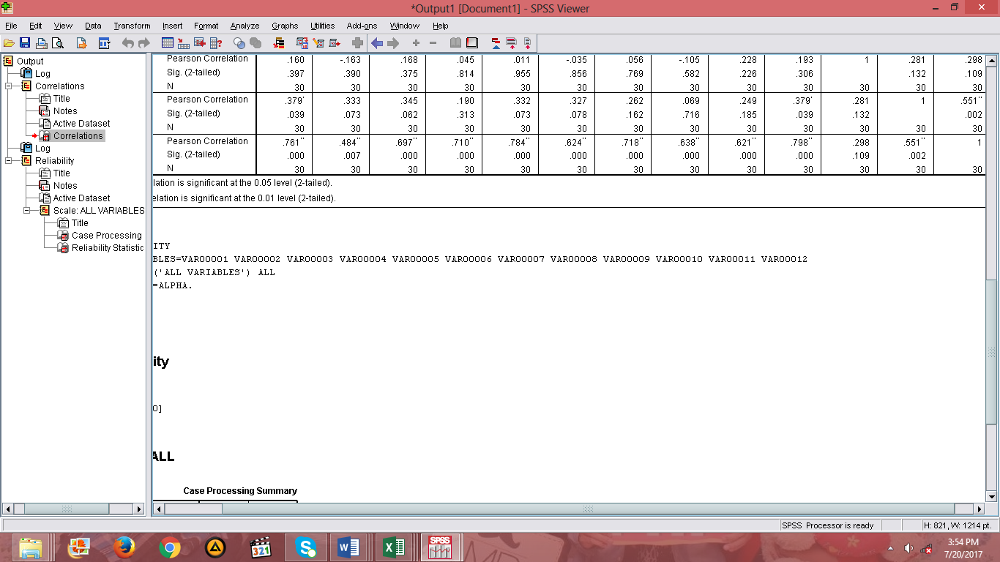 *Output1 [Document1] - SPSS Viewer
File Edit View Data Transform Insert Format Analyze Graphs Utilities Add-ons Window Help
Output
Log
Correlations
Title
Notes
Active Dataset
Correlations
Log
Reliability
Title
Notes
Active Dataset
Scale: ALL VARIABLES
Title
Case Processing
Reliability Statistic
Pearson Correlation .160 -.163 .168 .045 .011 -.035 .056 -.105 .228 .193 1 .281 .298
Sig. (2-tailed) .397 .390 .375 .814 .955 .856 .769 .582 .226 .306 .132 .109
N 30 30 30 30 30 30 30 30 30 30 30 30 30
Pearson Correlation .379* .333 .345 .190 .332 .327 .262 .069 .249 .379* .281 1 .551**
Sig. (2-tailed) .039 .073 .062 .313 .073 .078 .162 .716 .185 .039 .132 .002
N 30 30 30 30 30 30 30 30 30 30 30 30 30
Pearson Correlation .761** .484** .697** .710** .784** .624** .718** .638** .621** .798** .298 .551** 1
Sig. (2-tailed) .000 .007 .000 .000 .000 .000 .000 .000 .000 .000 .109 .002
N 30 30 30 30 30 30 30 30 30 30 30 30 30
lation is significant at the 0.05 level (2-tailed).
elation is significant at the 0.01 level (2-tailed).
ITY
BLES=VAR00001 VAR00002 VAR00003 VAR00004 VAR00005 VAR00006 VAR00007 VAR00008 VAR00009 VAR00010 VAR00011 VAR00012
('ALL VARIABLES') ALL
=ALPHA.
ity
0]
ALL
Case Processing Summary
SPSS Processor is ready H: 821, W: 1214 pt.
321
SPSS
3:54 PM
7/20/2017